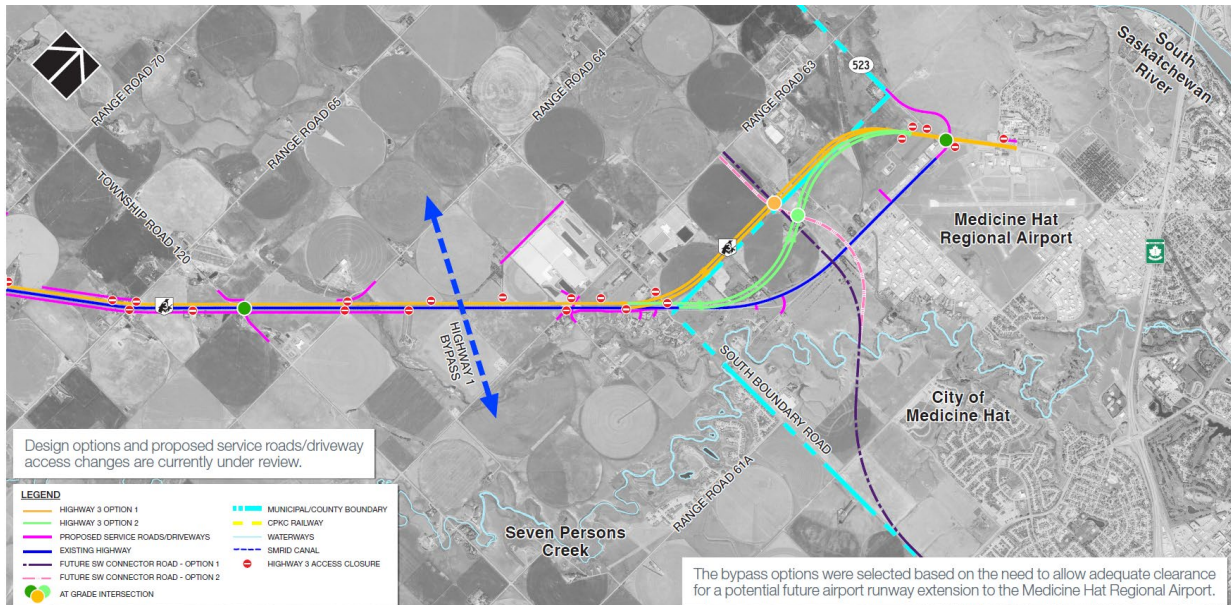 RANGE ROAD 70
RANGE ROAD 65
RANGE ROAD 64
RANGE ROAD 63
523
South
Saskatchewan
River
TOWNSHIP ROAD 120
Medicine Hat
Regional Airport
HIGHWAY 1
BYPASS
SOUTH BOUNDARY ROAD
City of
Medicine Hat
RANGE ROAD 61A
Seven Persons
Creek
Design options and proposed service roads/driveway
access changes are currently under review.
LEGEND
HIGHWAY 3 OPTION 1
HIGHWAY 3 OPTION 2
PROPOSED SERVICE ROADS/DRIVEWAYS
EXISTING HIGHWAY
FUTURE SW CONNECTOR ROAD - OPTION 1
FUTURE SW CONNECTOR ROAD - OPTION 2
AT GRADE INTERSECTION
MUNICIPAL/COUNTY BOUNDARY
CPKC RAILWAY
WATERWAYS
SMRID CANAL
HIGHWAY 3 ACCESS CLOSURE
The bypass options were selected based on the need to allow adequate clearance
for a potential future airport runway extension to the Medicine Hat Regional Airport.